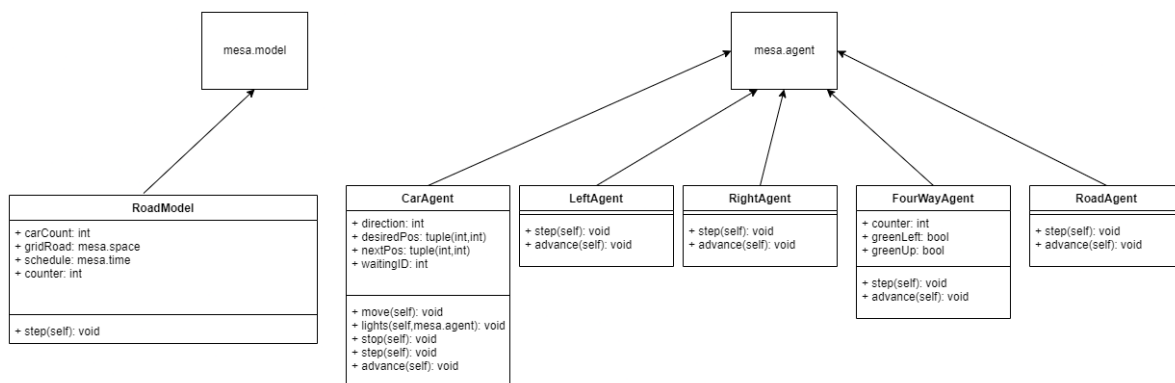 mesa.model
mesa.agent
RoadModel
+ carCount: int
+ gridRoad: mesa.space
+ schedule: mesa.time
+ counter: int
+ step(self): void
CarAgent
+ direction: int
+ desiredPos: tuple(int,int)
+ nextPos: tuple(int,int)
+ waitingID: int
+ move(self): void
+ lights(self,mesa.agent): void
+ stop(self): void
+ step(self): void
+ advance(self): void
LeftAgent
+ step(self): void
+ advance(self): void
RightAgent
+ step(self): void
+ advance(self): void
FourWayAgent
+ counter: int
+ greenLeft: bool
+ greenUp: bool
+ step(self): void
+ advance(self): void
RoadAgent
+ step(self): void
+ advance(self): void